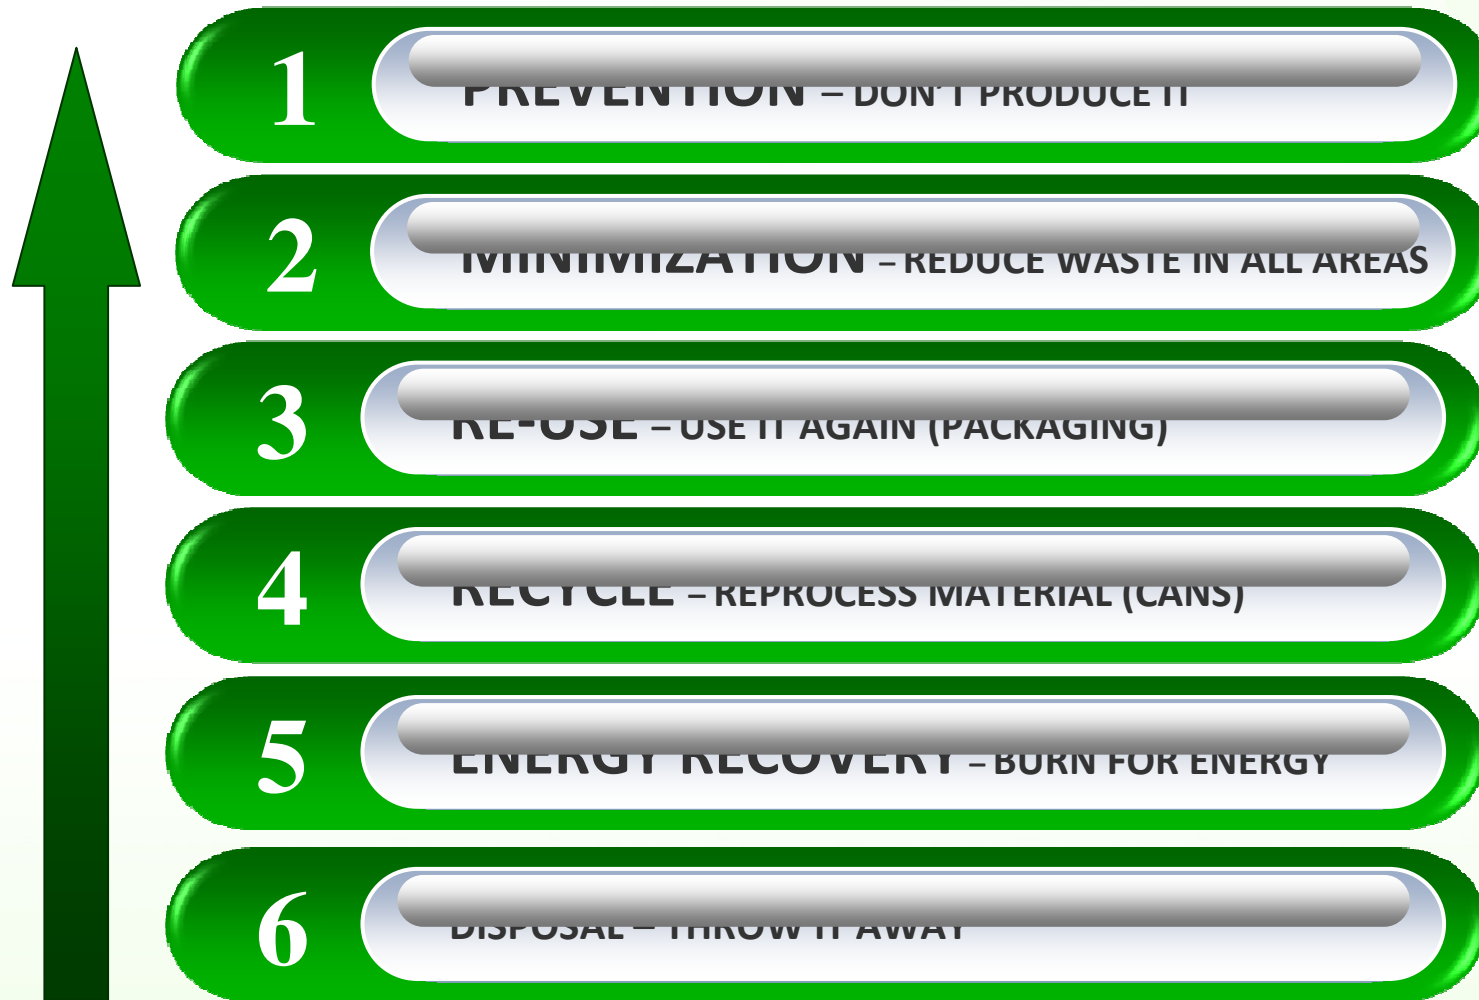 1
PREVENTION – DON'T PRODUCE IT
2
MINIMIZATION – REDUCE WASTE IN ALL AREAS
3
RE-USE – USE IT AGAIN (PACKAGING)
4
RECYCLE – REPROCESS MATERIAL (CANS)
5
ENERGY RECOVERY – BURN FOR ENERGY
6
DISPOSAL – THROW IT AWAY